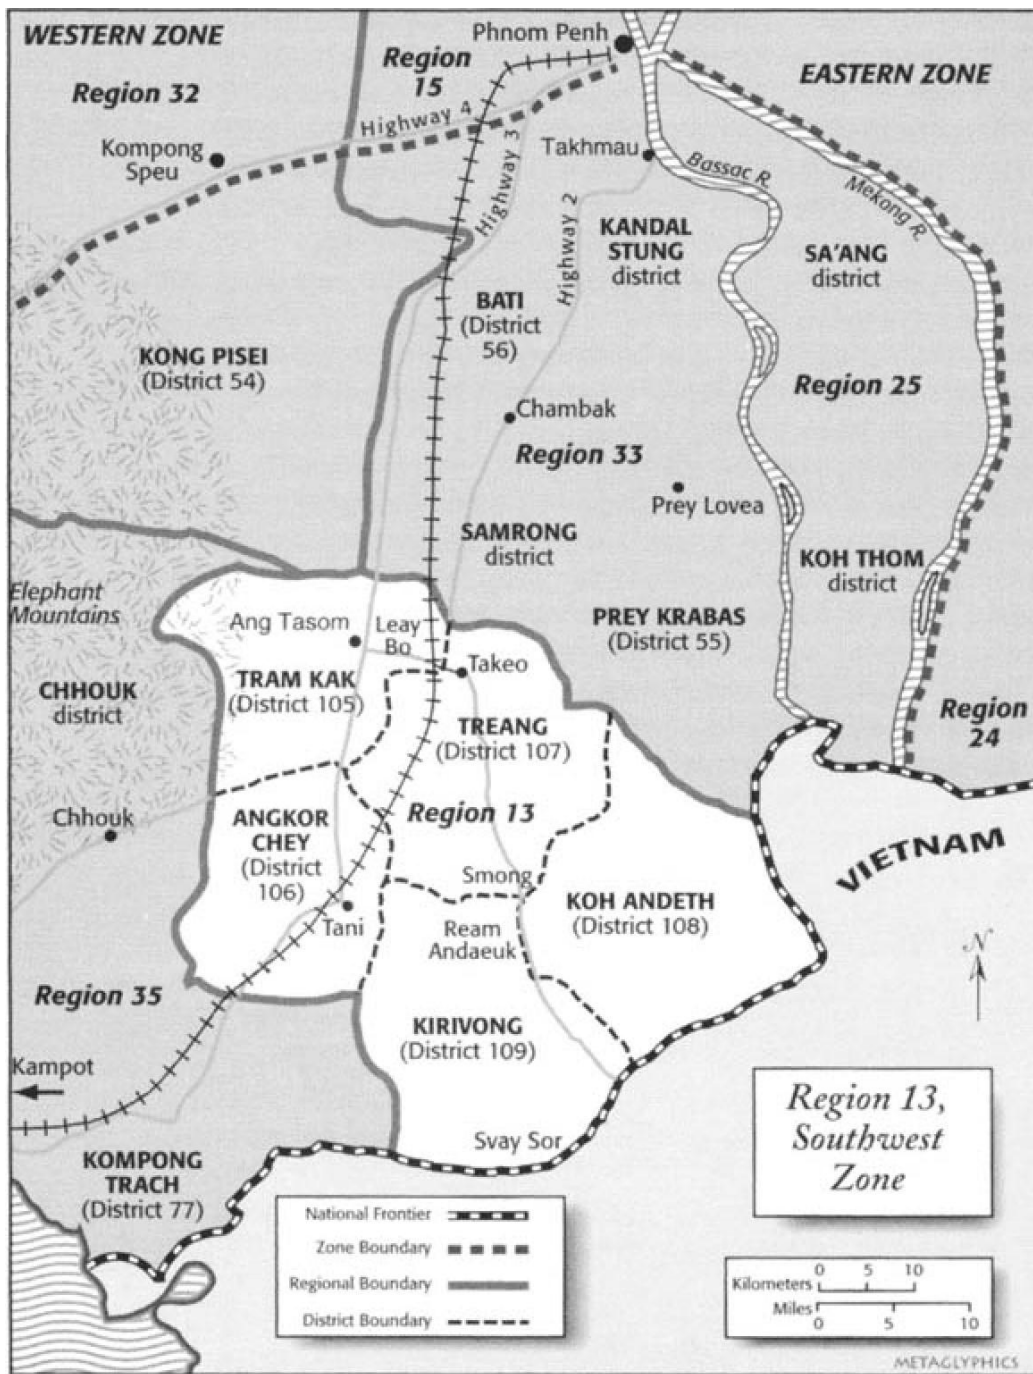 WESTERN ZONE
Phnom Penh
Region
15
EASTERN ZONE
Region 32
Highway 4
Kompong
Speu
Highway 3
Takhmau
Bassac R.
Mekong R.
Highway 2
KANDAL
STUNG
district
SA'ANG
district
BATI
(District
56)
KONG PISEI
(District 54)
Region 25
Chambak
Region 33
Prey Lovea
SAMRONG
district
KOH THOM
district
Elephant
Mountains
Ang Tasom
Leay
Bo
PREY KRABAS
(District 55)
Takeo
CHHOUK
district
TRAM KAK
(District 105)
Region
24
TREANG
(District 107)
Chhouk
ANGKOR
CHEY
(District
106)
Region 13
VIETNAM
Smong
KOH ANDETH
(District 108)
Tani
Ream
Andaeuk
N
Region 35
KIRIVONG
(District 109)
Kampot
Region 13,
Southwest
Zone
Svay Sor
KOMPONG
TRACH
(District 77)
National Frontier
Zone Boundary
Regional Boundary
District Boundary
Kilometers 0 5 10
Miles
0 5 10
METAGLYPHICS